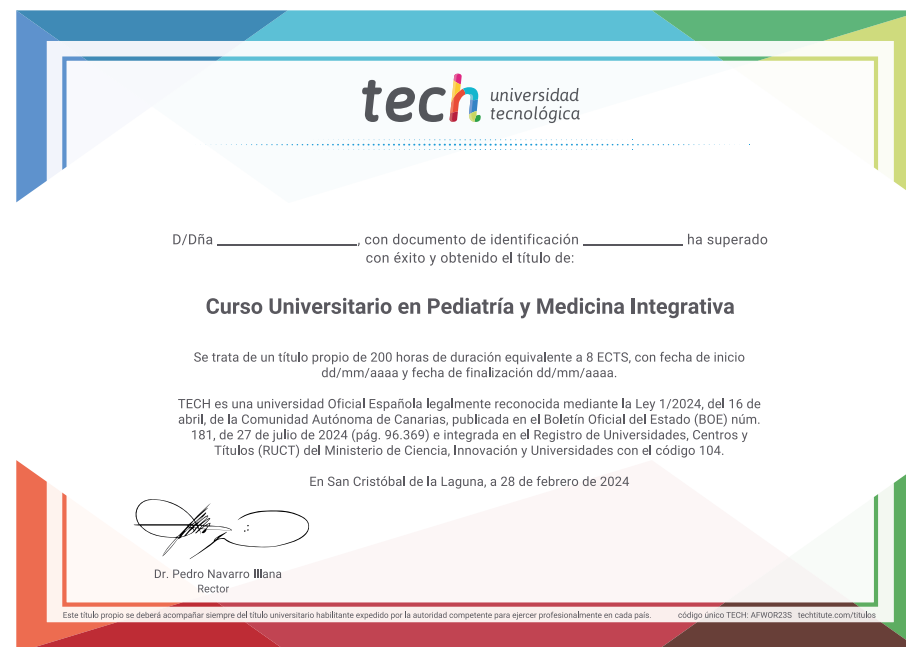 tech universidad
tecnológica
D/Dña ____________________, con documento de identificación ______________ ha superado
con éxito y obtenido el título de:
Curso Universitario en Pediatría y Medicina Integrativa
Se trata de un título propio de 200 horas de duración equivalente a 8 ECTS, con fecha de inicio
dd/mm/aaaa y fecha de finalización dd/mm/aaaa.
TECH es una universidad Oficial Española legalmente reconocida mediante la Ley 1/2024, del 16 de
abril, de la Comunidad Autónoma de Canarias, publicada en el Boletín Oficial del Estado (BOE) núm.
181, de 27 de julio de 2024 (pág. 96.369) e integrada en el Registro de Universidades, Centros y
Títulos (RUCT) del Ministerio de Ciencia, Innovación y Universidades con el código 104.
En San Cristóbal de la Laguna, a 28 de febrero de 2024
Dr. Pedro Navarro Illana
Rector
Este título propio se deberá acompañar siempre del título universitario habilitante expedido por la autoridad competente para ejercer profesionalmente en cada país. código único TECH: AFWOR23S techtitute.com/titulos